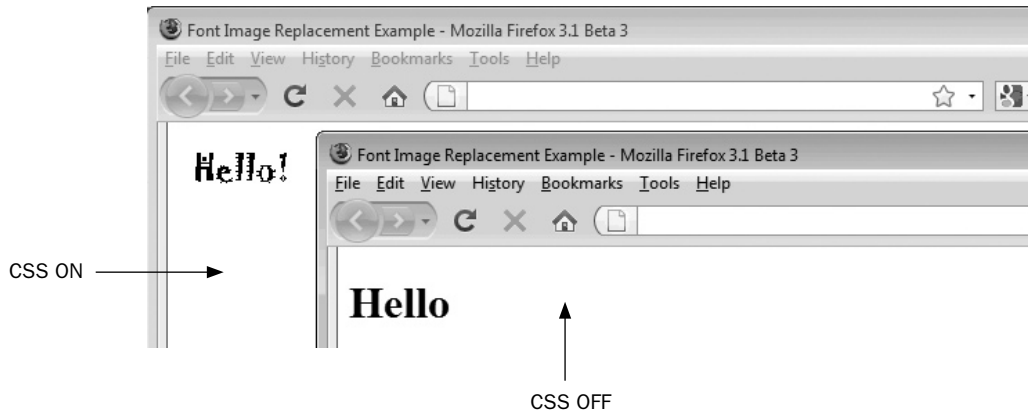 Font Image Replacement Example - Mozilla Firefox 3.1 Beta 3
File Edit View History Bookmarks Tools Help
Hello!
Font Image Replacement Example - Mozilla Firefox 3.1 Beta 3
File Edit View History Bookmarks Tools Help
CSS ON
Hello
CSS OFF